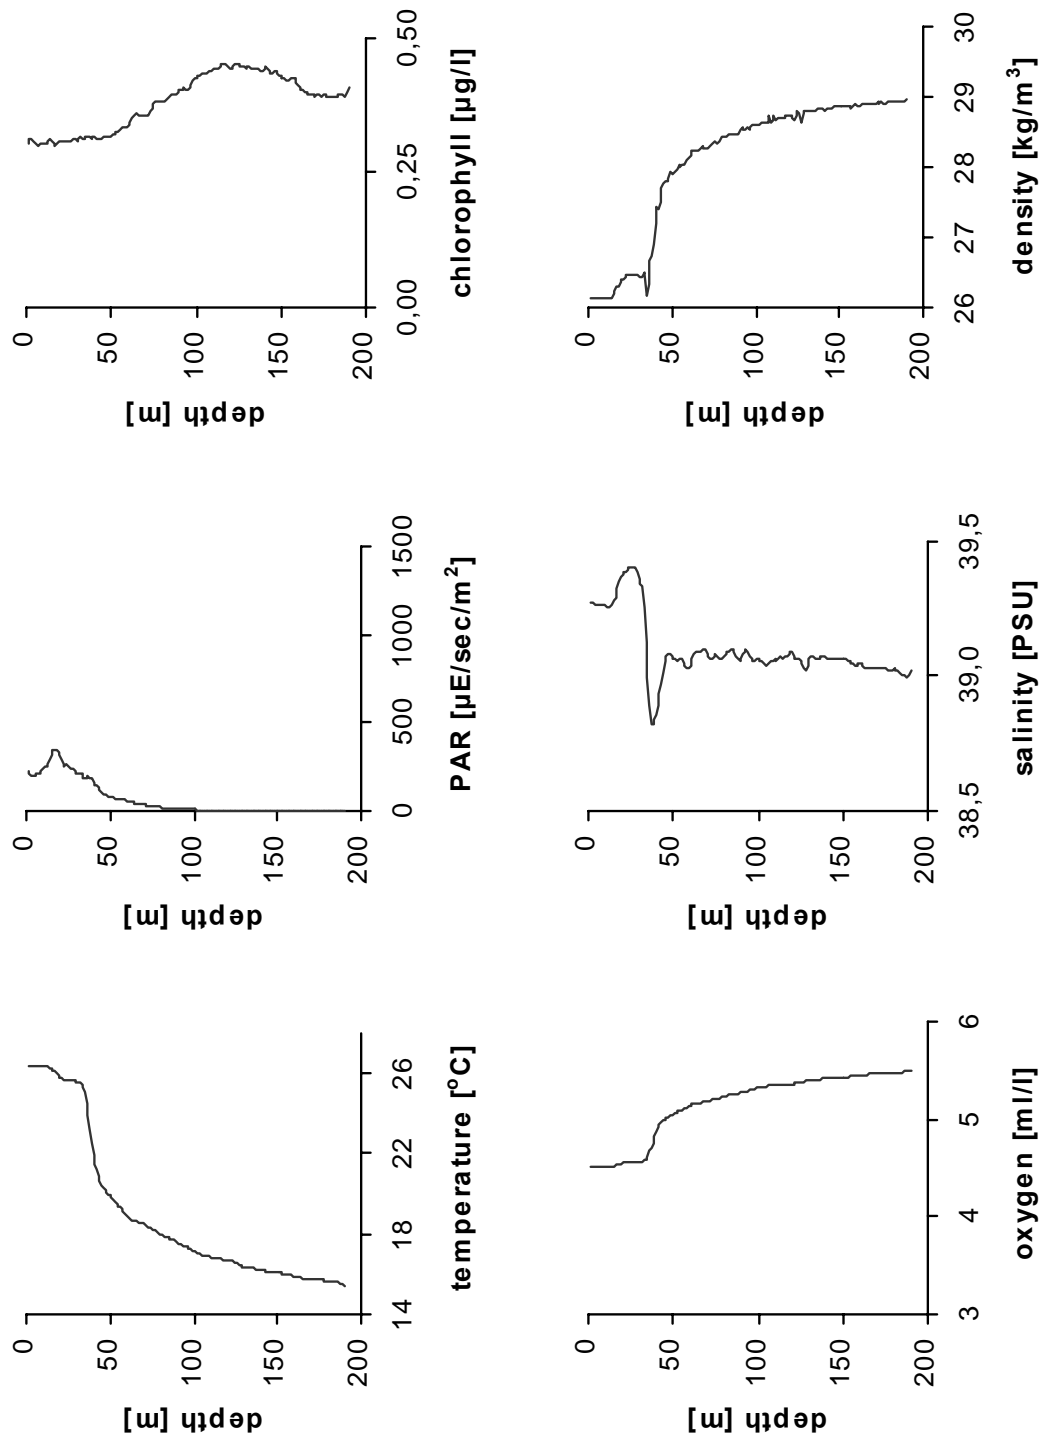 depth [m]
0
50
100
150
200
14 18 22 26
temperature [°C]
depth [m]
0
50
100
150
200
0 500 1000 1500
PAR [µE/sec/m²]
depth [m]
0
50
100
150
200
0,00 0,25 0,50
chlorophyll [µg/l]
depth [m]
0
50
100
150
200
3 4 5 6
oxygen [ml/l]
depth [m]
0
50
100
150
200
38,5 39,0 39,5
salinity [PSU]
depth [m]
0
50
100
150
200
26 27 28 29 30
density [kg/m³]